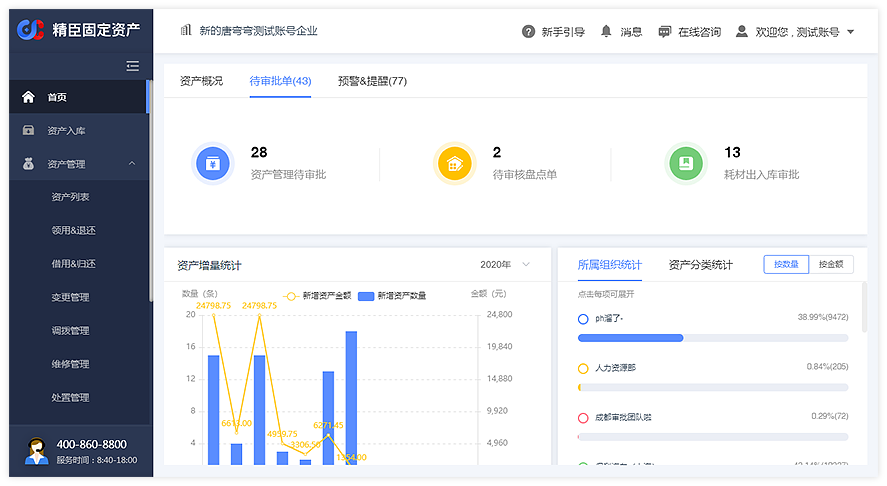 精臣固定资产
新的唐弯弯测试账号企业
新手引导
消息
在线咨询
欢迎您，测试账号
首页
资产入库
资产管理
资产列表
领用&退还
借用&归还
变更管理
调拨管理
维修管理
处置管理
400-860-8800
服务时间：8:40-18:00
资产概况
待审批单(43)
预警&提醒(77)
28
资产管理待审批
2
待审核盘点单
13
耗材出入库审批
资产增量统计
2020年
数量（条）
新增资产金额
新增资产数量
金额（元）
24798.75
24798.75
20
16
12
8
4
24,800
19,840
14,880
9,920
4,960
4959.75
3306.50
6271.45
1354.00
所属组织统计
资产分类统计
按数量
按金额
点击每项可展开
ph溜了-
38.99%(9472)
人力资源部
0.84%(205)
成都审批团队啦
0.29%(72)